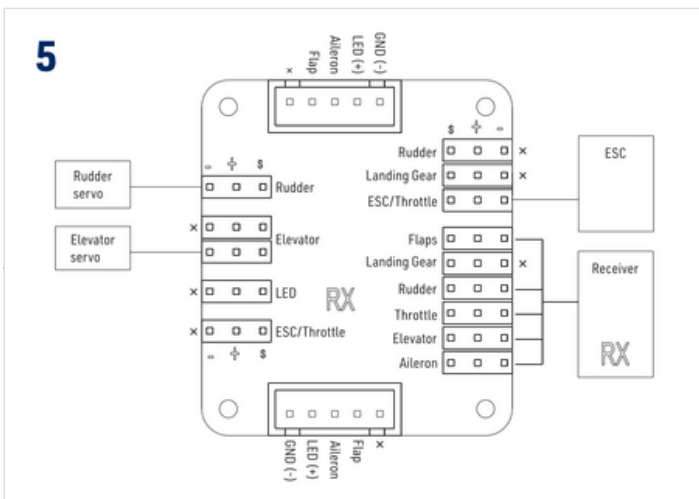 5
×
Flap
Aileron
LED (+)
GND (-)
$
Rudder
×
ESC
Landing Gear
×
ESC/Throttle
$
Rudder
servo
Rudder
×
Elevator
Elevator
servo
×
LED
×
ESC/Throttle
$
RX
Flaps
Landing Gear
×
Rudder
Throttle
Elevator
Aileron
Receiver
RX
GND (-)
LED (+)
Aileron
Flap
×